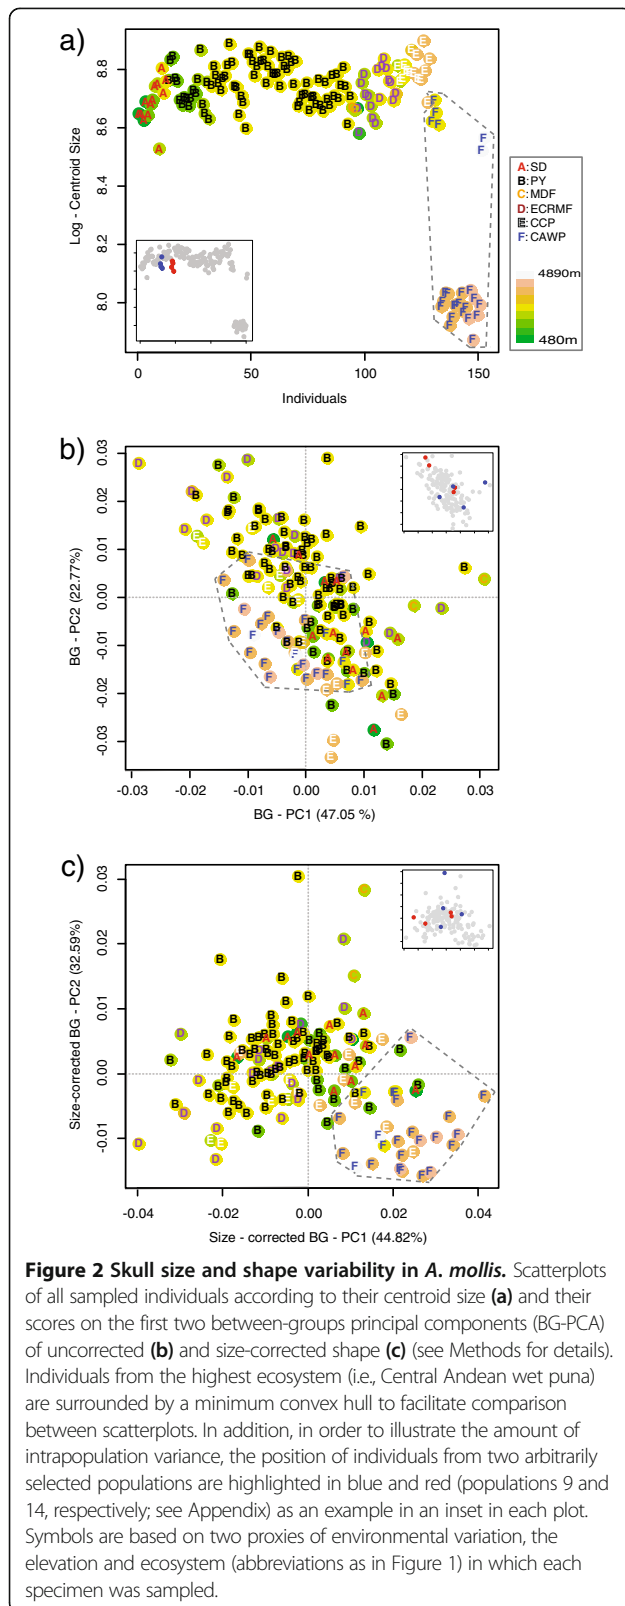 a)
Log - Centroid Size
8.8
8.6
8.4
8.2
8.0
0
50
100
150
Individuals
A:SD
B:PY
C:MDF
D:ECRMF
E:CCP
F:CAWP
4890m
480m
b)
BG - PC2 (22.77%)
0.03
0.02
0.01
0.00
-0.01
-0.02
-0.03
-0.03
-0.02
-0.01
0.00
0.01
0.02
0.03
BG - PC1 (47.05 %)
c)
Size-corrected BG - PC2 (32.59%)
0.03
0.02
0.01
0.00
-0.01
-0.04
-0.02
0.00
0.02
0.04
Size - corrected BG - PC1 (44.82%)
Figure 2 Skull size and shape variability in A. mollis. Scatterplots
of all sampled individuals according to their centroid size (a) and their
scores on the first two between-groups principal components (BG-PCA)
of uncorrected (b) and size-corrected shape (c) (see Methods for details).
Individuals from the highest ecosystem (i.e., Central Andean wet puna)
are surrounded by a minimum convex hull to facilitate comparison
between scatterplots. In addition, in order to illustrate the amount of
intrapopulation variance, the position of individuals from two arbitrarily
selected populations are highlighted in blue and red (populations 9 and
14, respectively; see Appendix) as an example in an inset in each plot.
Symbols are based on two proxies of environmental variation, the
elevation and ecosystem (abbreviations as in Figure 1) in which each
specimen was sampled.